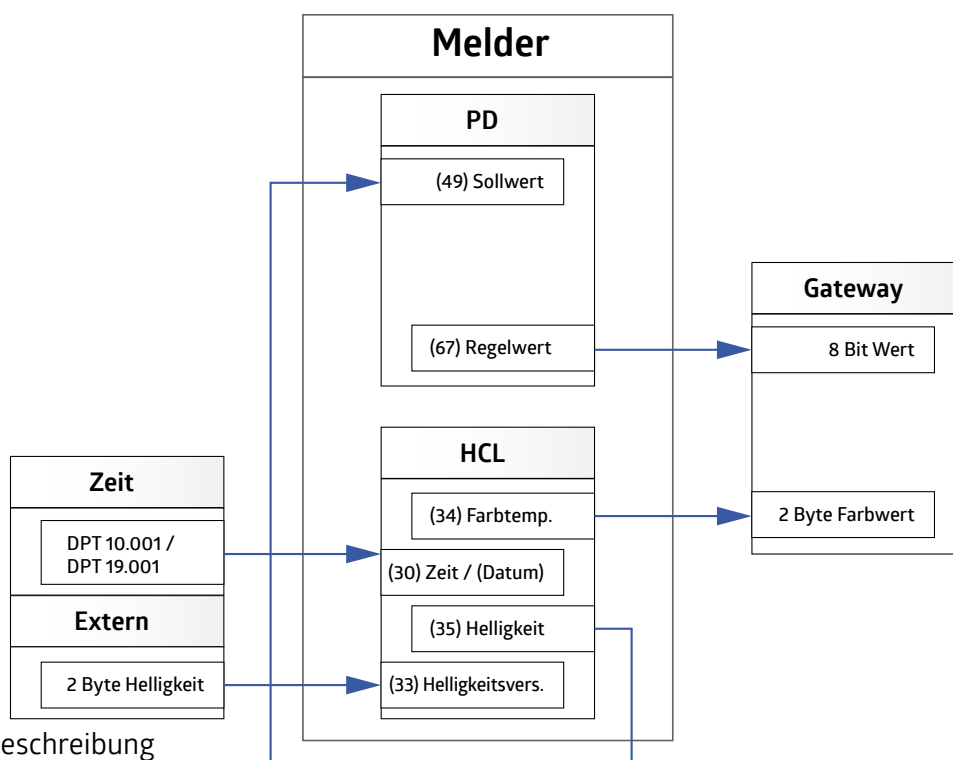 Melder
PD
(49) Sollwert
(67) Regelwert
Gateway
8 Bit Wert
2 Byte Farbwert
HCL
(34) Farbtemp.
(30) Zeit / (Datum)
(35) Helligkeit
(33) Helligkeitsvers.
Zeit
DPT 10.001 /
DPT 19.001
Extern
2 Byte Helligkeit
eschreibung